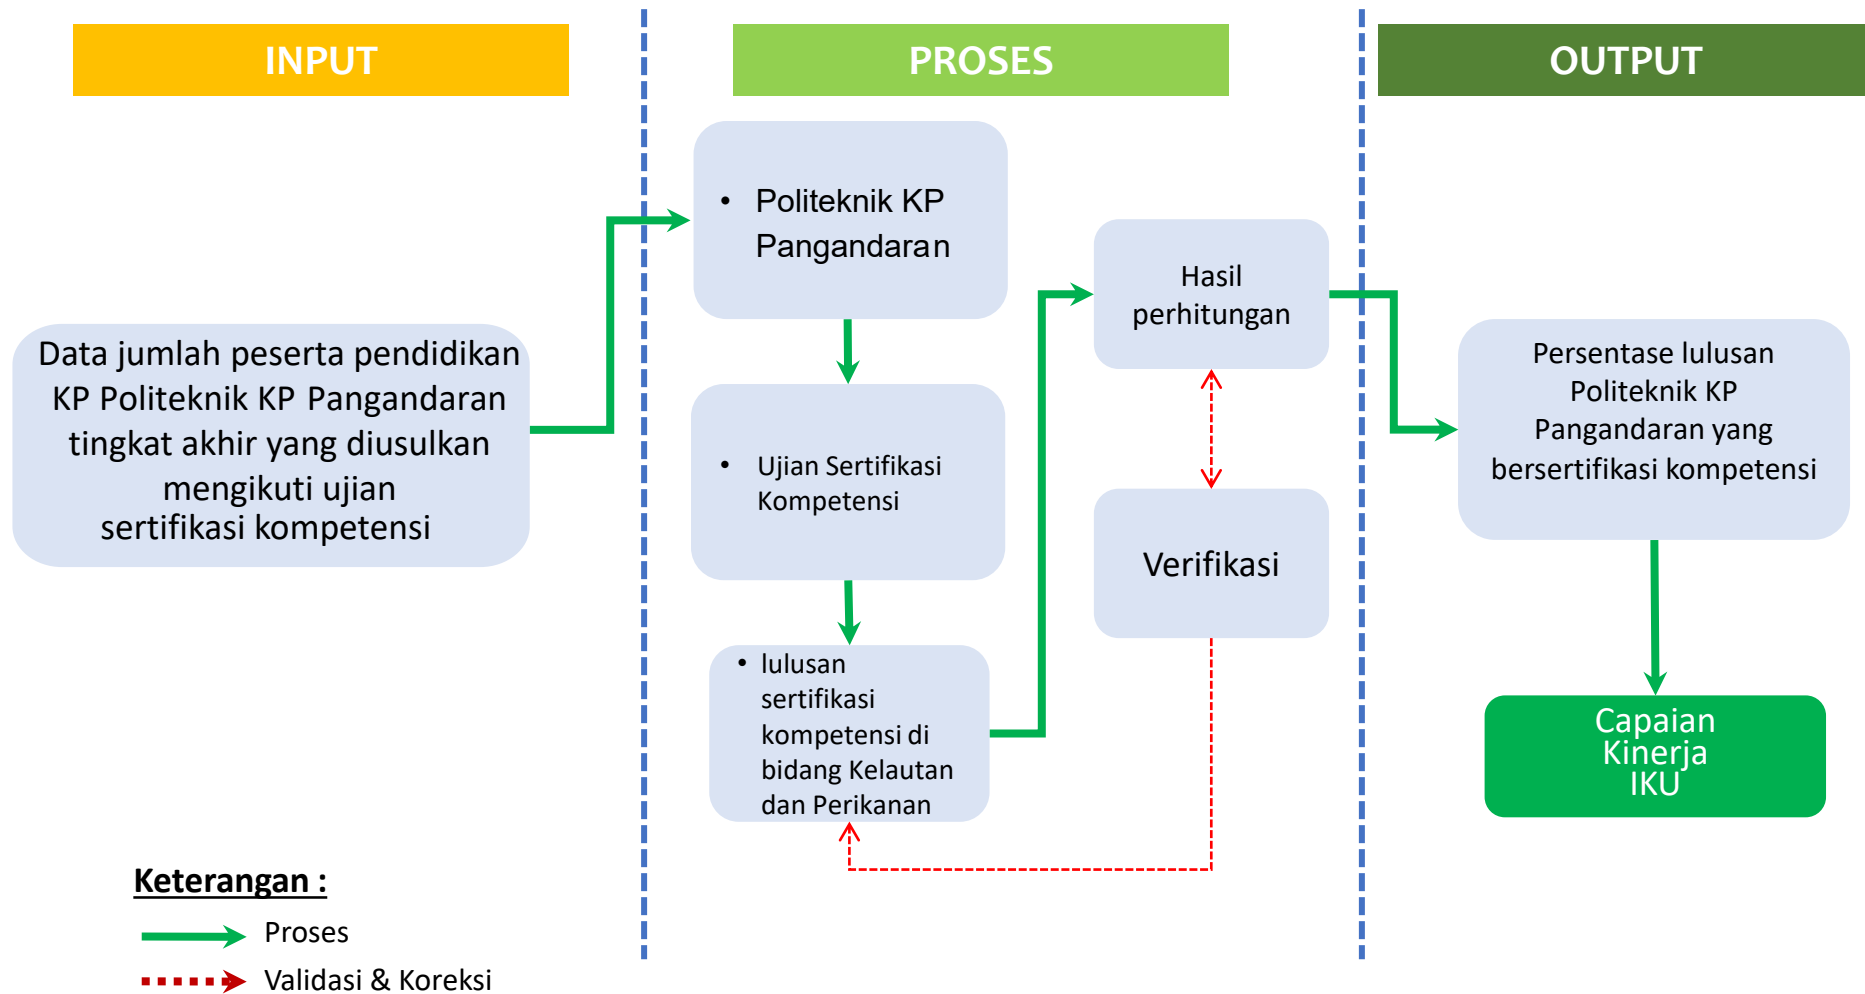 INPUT
PROSES
OUTPUT
Data jumlah peserta pendidikan
KP Politeknik KP Pangandaran
tingkat akhir yang diusulkan
mengikuti ujian
sertifikasi kompetensi
• Politeknik KP
Pangandaran
• Ujian Sertifikasi
Kompetensi
• lulusan
sertifikasi
kompetensi di
bidang Kelautan
dan Perikanan
Hasil
perhitungan
Verifikasi
Persentase lulusan
Politeknik KP
Pangandaran yang
bersertifikasi kompetensi
Capaian
Kinerja
IKU
Keterangan :
Proses
Validasi & Koreksi